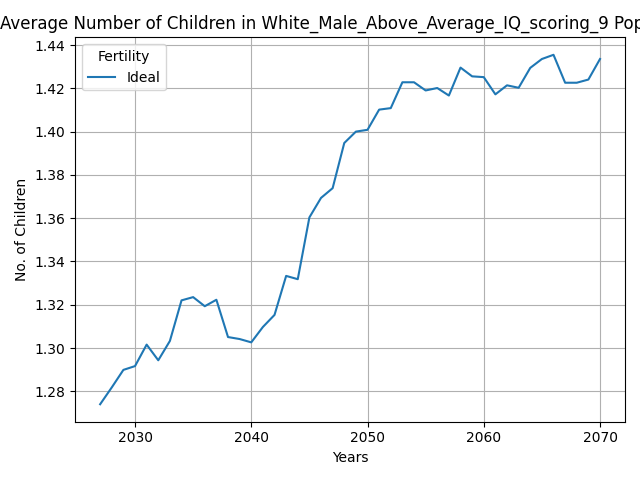 Average Number of Children in White_Male_Above_Average_IQ_scoring_9 Pop
Fertility
Ideal
No. of Children
1.44
1.42
1.40
1.38
1.36
1.34
1.32
1.30
1.28
2030 2040 2050 2060 2070
Years